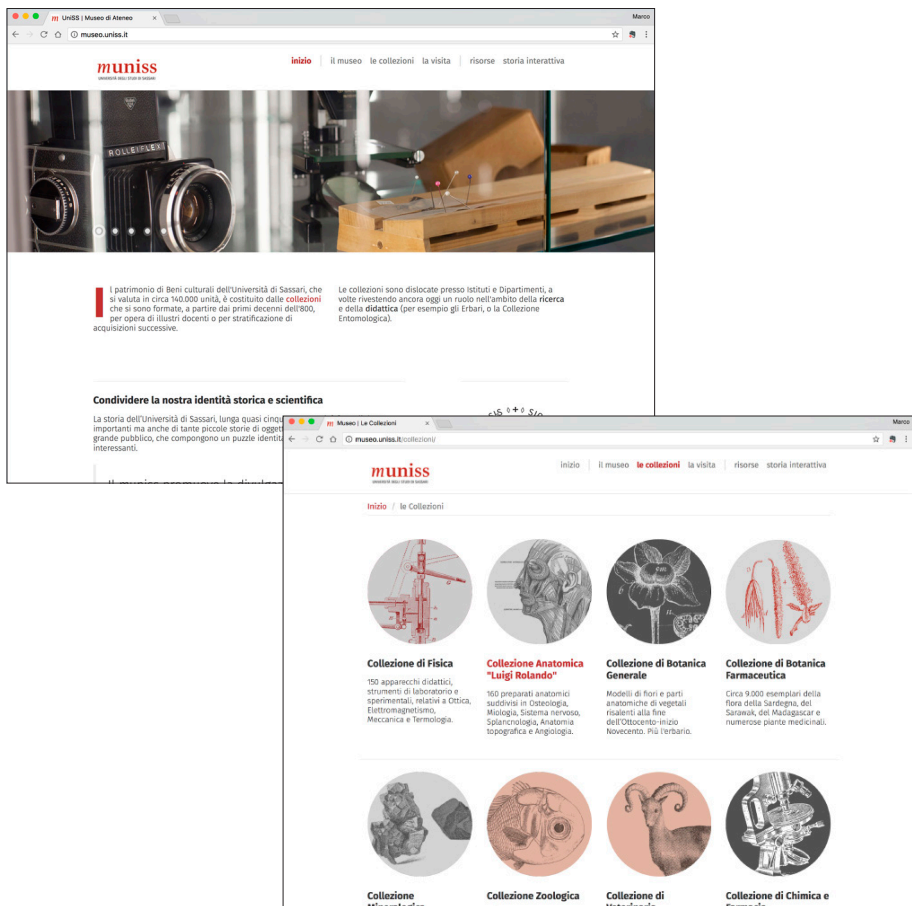 UniSS | Museo di Ateneo
Marco
museo.uniss.it
muniss
UNIVERSITÀ DEGLI STUDI DI SASSARI
inizio il museo le collezioni la visita risorse storia interattiva
ROLLEIFLEX
Il patrimonio di Beni culturali dell'Università di Sassari, che
si valuta in circa 140.000 unità, è costituito dalle collezioni
che si sono formate, a partire dai primi decenni dell'800,
per opera di illustri docenti o per stratificazione di
acquisizioni successive.
Le collezioni sono dislocate presso Istituti e Dipartimenti, a
volte rivestendo ancora oggi un ruolo nell'ambito della ricerca
e della didattica (per esempio gli Erbari, o la Collezione
Entomologica).
Condividere la nostra identità storica e scientifica
La storia dell'Università di Sassari, lunga quasi cinqu
importanti ma anche di tante piccole storie di oggett
grande pubblico, che compongono un puzzle identita
interessanti.
Il muniss promuove la divulgaz
Museo | Le Collezioni
Marco
museo.uniss.it/collezioni/
muniss
UNIVERSITÀ DEGLI STUDI DI SASSARI
inizio il museo le collezioni la visita risorse storia interattiva
Inizio / le Collezioni
Collezione di Fisica
150 apparecchi didattici,
strumenti di laboratorio e
sperimentali, relativi a Ottica,
Elettromagnetismo,
Meccanica e Termologia.
Collezione Anatomica
"Luigi Rolando"
160 preparati anatomici
suddivisi in Osteologia,
Miologia, Sistema nervoso,
Splancnologia, Anatomia
topografica e Angiologia.
Collezione di Botanica
Generale
Modelli di fiori e parti
anatomiche di vegetali
risalenti alla fine
dell'Ottocento-inizio
Novecento. Più l'erbario.
Collezione di Botanica
Farmaceutica
Circa 9.000 esemplari della
flora della Sardegna, del
Sarawak, del Madagascar e
numerose piante medicinali.
Collezione
Mineralogica
Collezione Zoologica
Collezione di
Veterinaria
Collezione di Chimica e
Farmacia